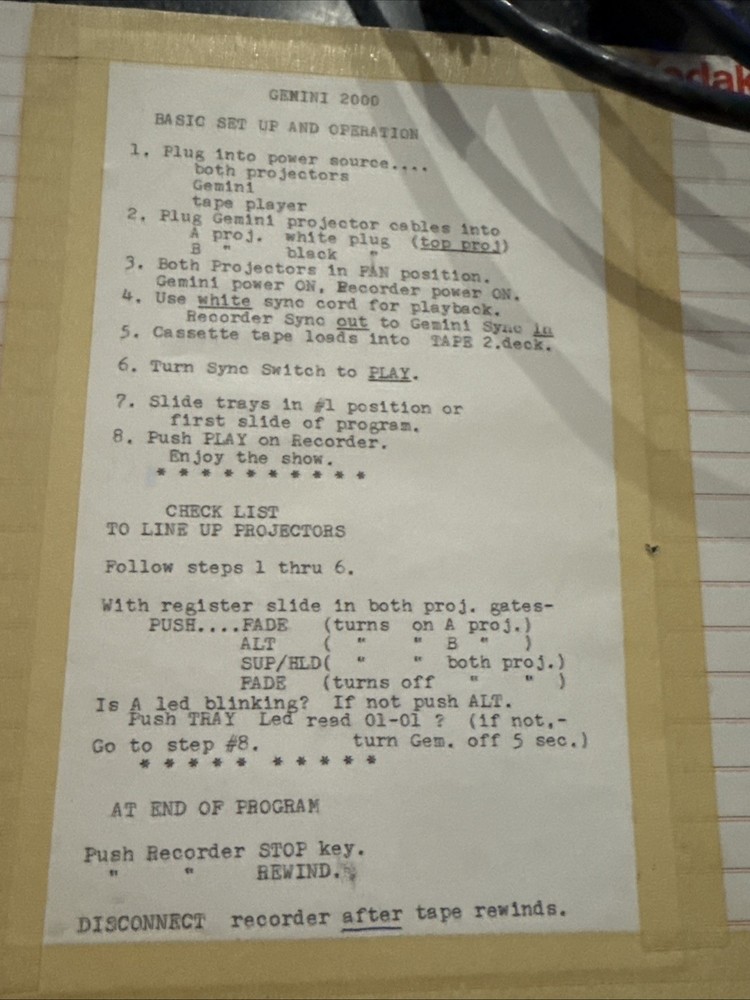 Kodak
GEMINI 2000
BASIC SET UP AND OPERATION
1. Plug into power source....
both projectors
Gemini
tape player
2. Plug Gemini projector cables into
A proj. white plug (top proj)
B " black "
3. Both Projectors in FAN position.
Gemini power ON, Recorder power ON.
4. Use white sync cord for playback.
Recorder Sync out to Gemini Sync in
5. Cassette tape loads into TAPE 2.deck.
6. Turn Sync Switch to PLAY.
7. Slide trays in #1 position or
first slide of program.
8. Push PLAY on Recorder.
Enjoy the show.
* * * * * * * * * *
CHECK LIST
TO LINE UP PROJECTORS
Follow steps 1 thru 6.
With register slide in both proj. gates-
PUSH....FADE (turns on A proj.)
ALT ( " " B " )
SUP/HLD( " " both proj.)
FADE (turns off " " )
Is A led blinking? If not push ALT.
Push TRAY Led read 01-01 ? (if not,-
Go to step #8. turn Gem. off 5 sec.)
* * * * * * * * * *
AT END OF PROGRAM
Push Recorder STOP key.
" " REWIND.
DISCONNECT recorder after tape rewinds.